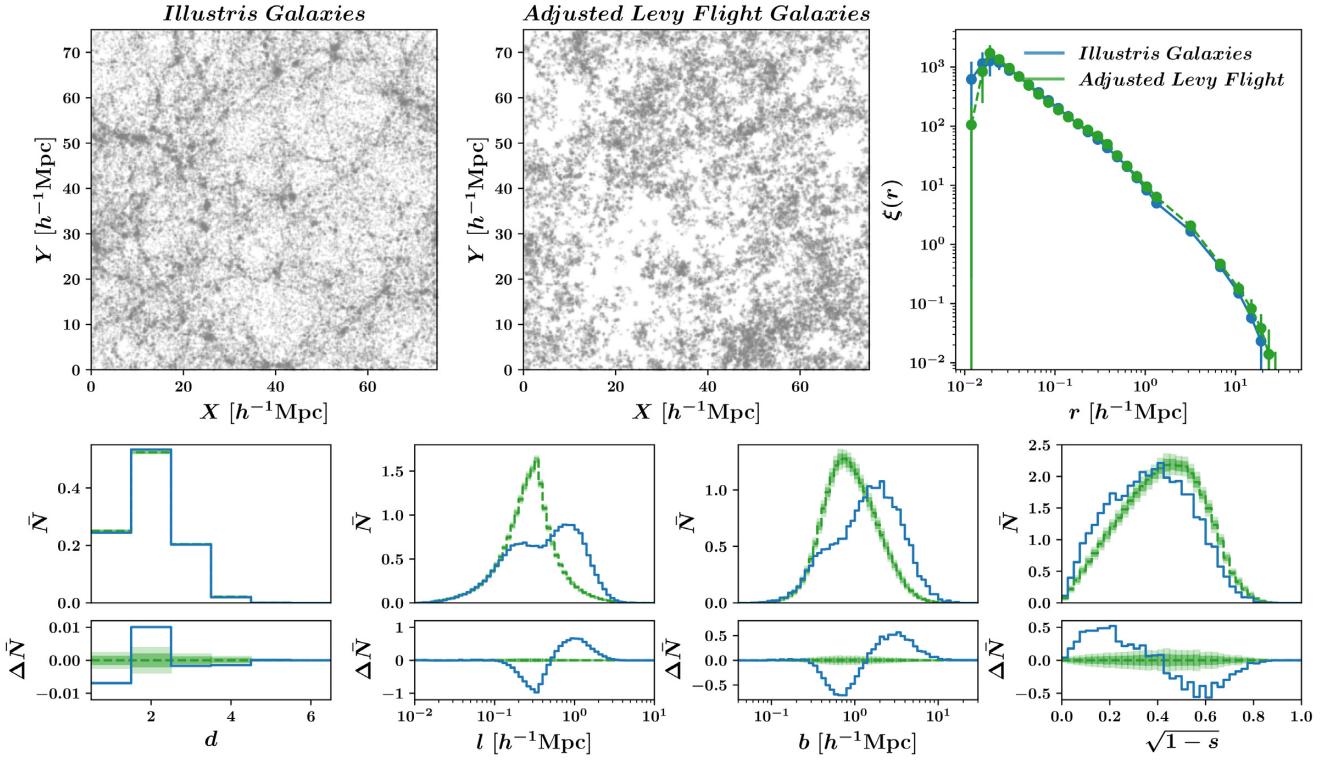 Illustris Galaxies
Adjusted Levy Flight Galaxies
70
60
50
40
30
20
10
0
Y [h⁻¹Mpc]
0 20 40 60
X [h⁻¹Mpc]
70
60
50
40
30
20
10
0
Y [h⁻¹Mpc]
0 20 40 60
X [h⁻¹Mpc]
Illustris Galaxies
Adjusted Levy Flight
10³
10²
10¹
10⁰
10⁻¹
10⁻²
ξ(r)
10⁻² 10⁻¹ 10⁰ 10¹
r [h⁻¹Mpc]
0.4
0.2
0.0
N̄
0.01
0.00
−0.01
ΔN̄
2 4 6
d
1.5
1.0
0.5
0.0
N̄
1
0
−1
ΔN̄
10⁻² 10⁻¹ 10⁰ 10¹
l [h⁻¹Mpc]
1.0
0.5
0.0
N̄
0.5
0.0
−0.5
ΔN̄
10⁻¹ 10⁰ 10¹
b [h⁻¹Mpc]
2.5
2.0
1.5
1.0
0.5
0.0
N̄
0.5
0.0
−0.5
ΔN̄
0.0 0.2 0.4 0.6 0.8 1.0
√1 − s